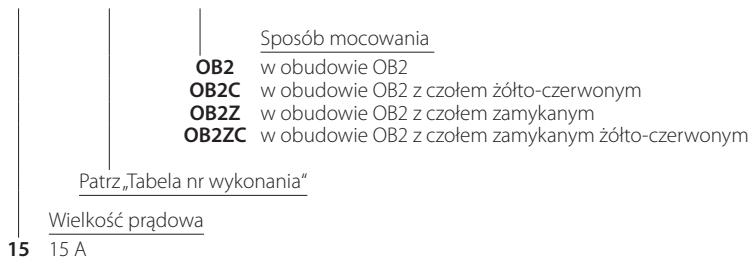 Sposób mocowania
OB2 w obudowie OB2
OB2C w obudowie OB2 z czołem żółto-czerwonym
OB2Z w obudowie OB2 z czołem zamykanym
OB2ZC w obudowie OB2 z czołem zamykanym żółto-czerwonym
Patrz „Tabela nr wykonania“
Wielkość prądowa
15 15 A